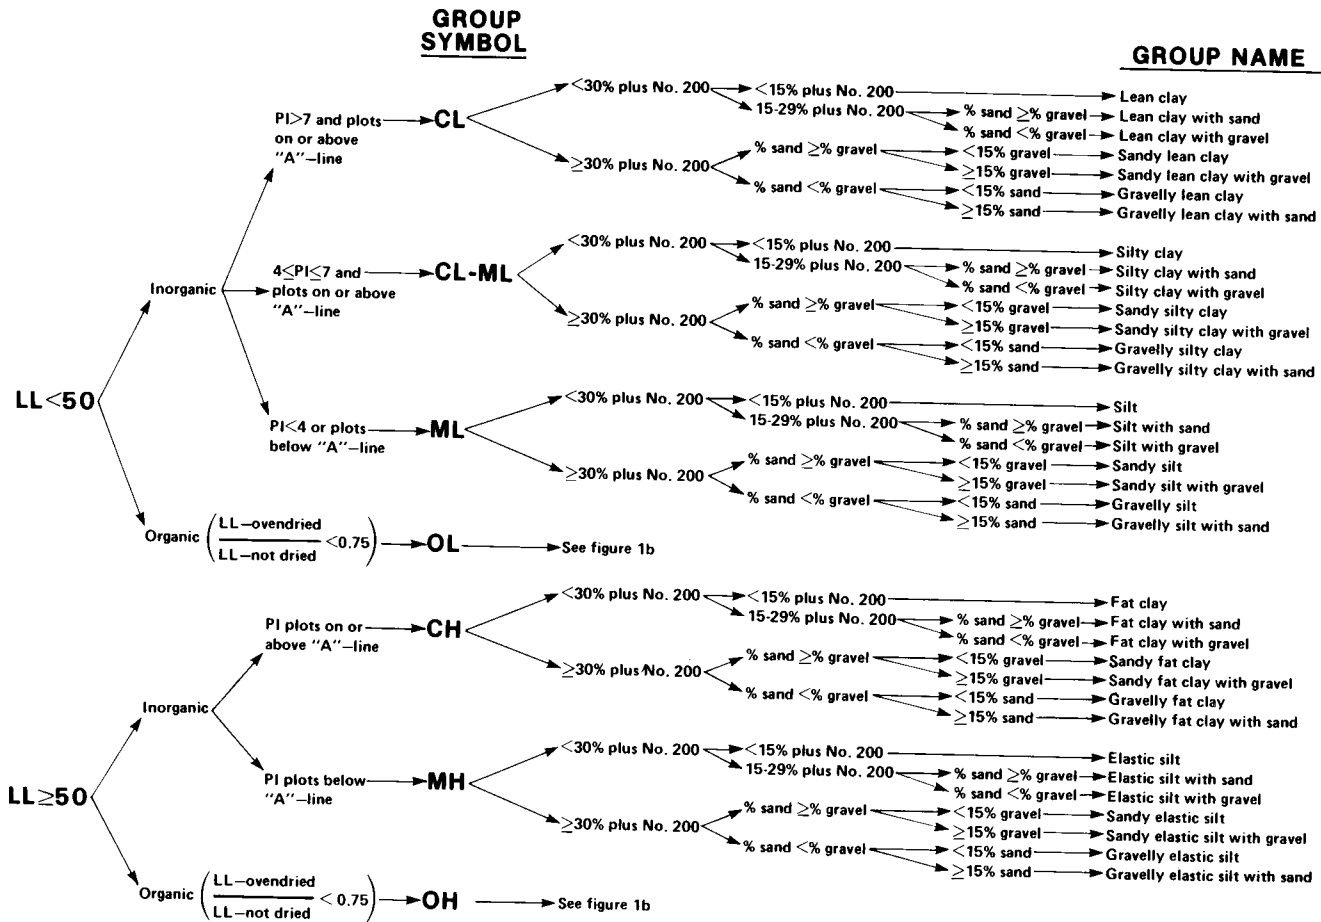 GROUP
SYMBOL
GROUP NAME
<30% plus No. 200
<15% plus No. 200
Lean clay
PI>7 and plots
on or above
"A"–line
CL
15-29% plus No. 200
% sand ≥% gravel
Lean clay with sand
% sand <% gravel
Lean clay with gravel
≥30% plus No. 200
% sand ≥% gravel
<15% gravel
Sandy lean clay
≥15% gravel
Sandy lean clay with gravel
% sand <% gravel
<15% sand
Gravelly lean clay
≥15% sand
Gravelly lean clay with sand
Inorganic
4≤PI≤7 and
plots on or above
"A"–line
CL-ML
<30% plus No. 200
<15% plus No. 200
Silty clay
15-29% plus No. 200
% sand ≥% gravel
Silty clay with sand
% sand <% gravel
Silty clay with gravel
≥30% plus No. 200
% sand ≥% gravel
<15% gravel
Sandy silty clay
≥15% gravel
Sandy silty clay with gravel
% sand <% gravel
<15% sand
Gravelly silty clay
≥15% sand
Gravelly silty clay with sand
LL<50
PI<4 or plots
below "A"–line
ML
<30% plus No. 200
<15% plus No. 200
Silt
15-29% plus No. 200
% sand ≥% gravel
Silt with sand
% sand <% gravel
Silt with gravel
≥30% plus No. 200
% sand ≥% gravel
<15% gravel
Sandy silt
≥15% gravel
Sandy silt with gravel
% sand <% gravel
<15% sand
Gravelly silt
≥15% sand
Gravelly silt with sand
Organic (LL–ovendried / LL–not dried <0.75)
OL
See figure 1b
PI plots on or
above "A"–line
CH
<30% plus No. 200
<15% plus No. 200
Fat clay
15-29% plus No. 200
% sand ≥% gravel
Fat clay with sand
% sand <% gravel
Fat clay with gravel
≥30% plus No. 200
% sand ≥% gravel
<15% gravel
Sandy fat clay
≥15% gravel
Sandy fat clay with gravel
% sand <% gravel
<15% sand
Gravelly fat clay
≥15% sand
Gravelly fat clay with sand
Inorganic
LL≥50
PI plots below
"A"–line
MH
<30% plus No. 200
<15% plus No. 200
Elastic silt
15-29% plus No. 200
% sand ≥% gravel
Elastic silt with sand
% sand <% gravel
Elastic silt with gravel
≥30% plus No. 200
% sand ≥% gravel
<15% gravel
Sandy elastic silt
≥15% gravel
Sandy elastic silt with gravel
% sand <% gravel
<15% sand
Gravelly elastic silt
≥15% sand
Gravelly elastic silt with sand
Organic (LL–ovendried / LL–not dried < 0.75)
OH
See figure 1b